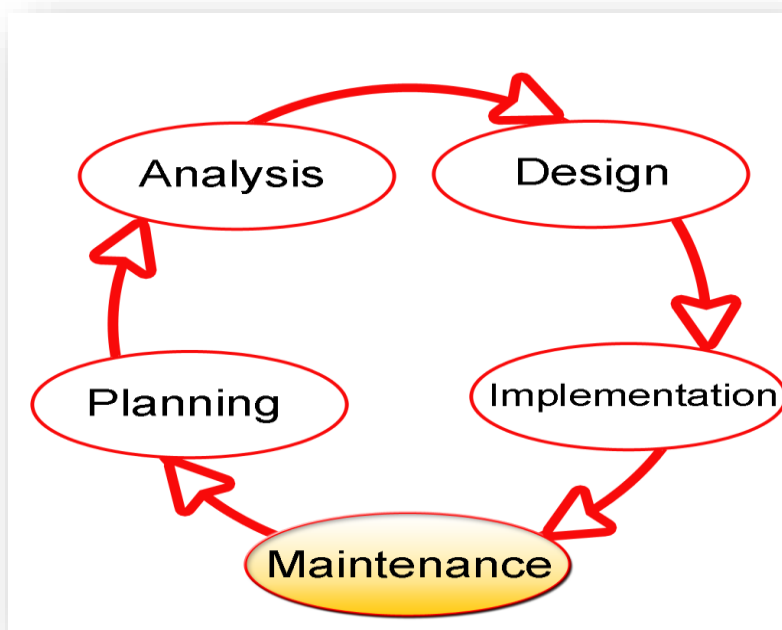 Analysis
Design
Planning
Implementation
Maintenance